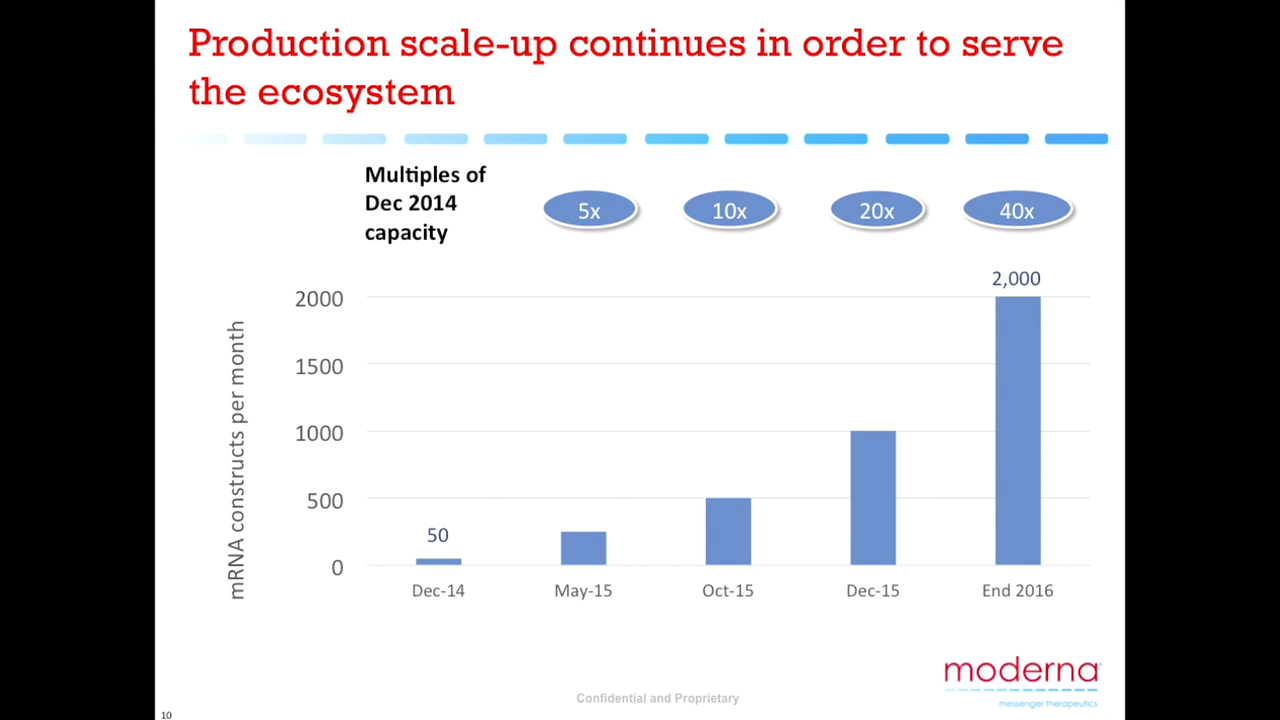 Production scale-up continues in order to serve
the ecosystem
Multiples of
Dec 2014
capacity
5x
10x
20x
40x
2,000
2000
1500
1000
500
0
mRNA constructs per month
50
Dec-14
May-15
Oct-15
Dec-15
End 2016
moderna
messenger therapeutics
Confidential and Proprietary
10